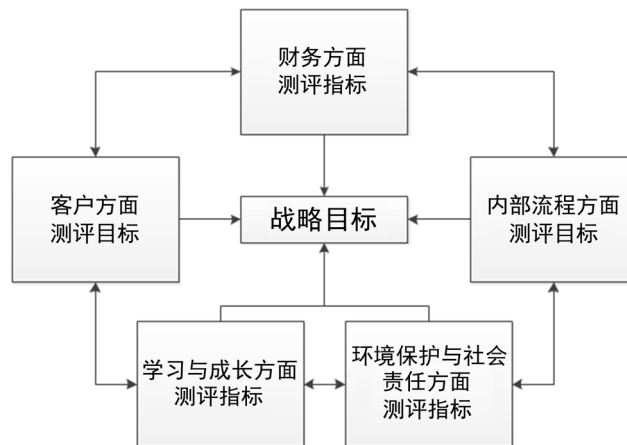 财务方面
测评指标
客户方面
测评目标
战略目标
内部流程方面
测评目标
学习与成长方面
测评指标
环境保护与社会
责任方面
测评指标